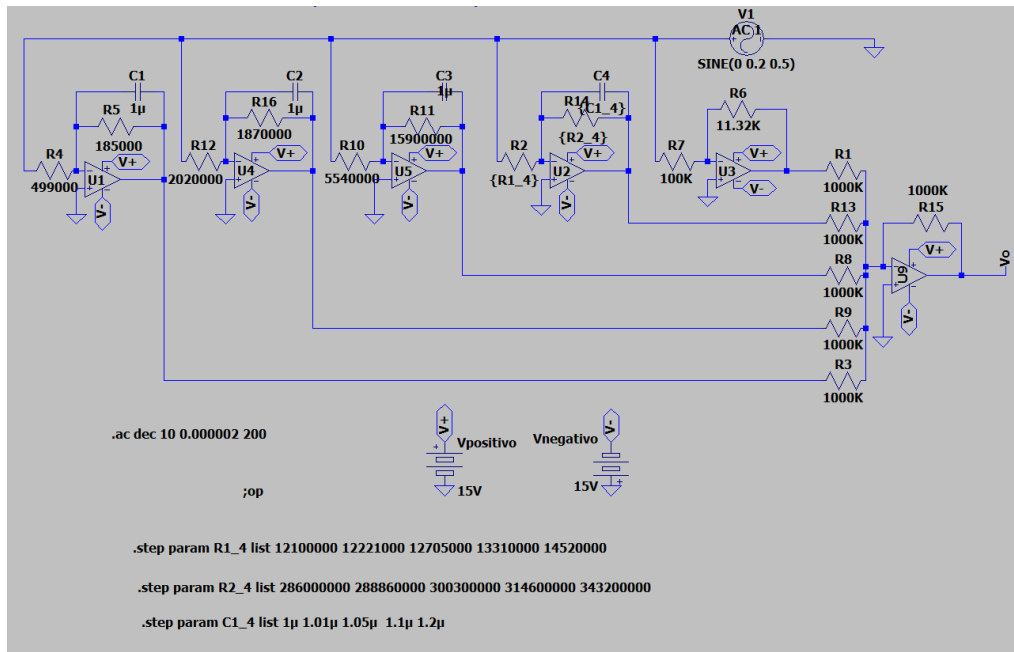 V1
AC 1
SINE(0 0.2 0.5)
C1
1µ
R5
185000
R4
499000
U1
V+
V-
C2
1µ
R16
1870000
R12
2020000
U4
V+
V-
C3
1µ
R11
15900000
R10
5540000
U5
V+
V-
C4
{C1_4}
R14
{R2_4}
R2
{R1_4}
U2
V+
V-
R6
11.32K
R7
100K
U3
V+
V-
R1
1000K
R13
1000K
R8
1000K
R9
1000K
R3
1000K
1000K
R15
U9
V+
V-
Vo
V+
Vpositivo
15V
V-
Vnegativo
15V
.ac dec 10 0.000002 200
;op
.step param R1_4 list 12100000 12221000 12705000 13310000 14520000
.step param R2_4 list 286000000 288860000 300300000 314600000 343200000
.step param C1_4 list 1µ 1.01µ 1.05µ 1.1µ 1.2µ